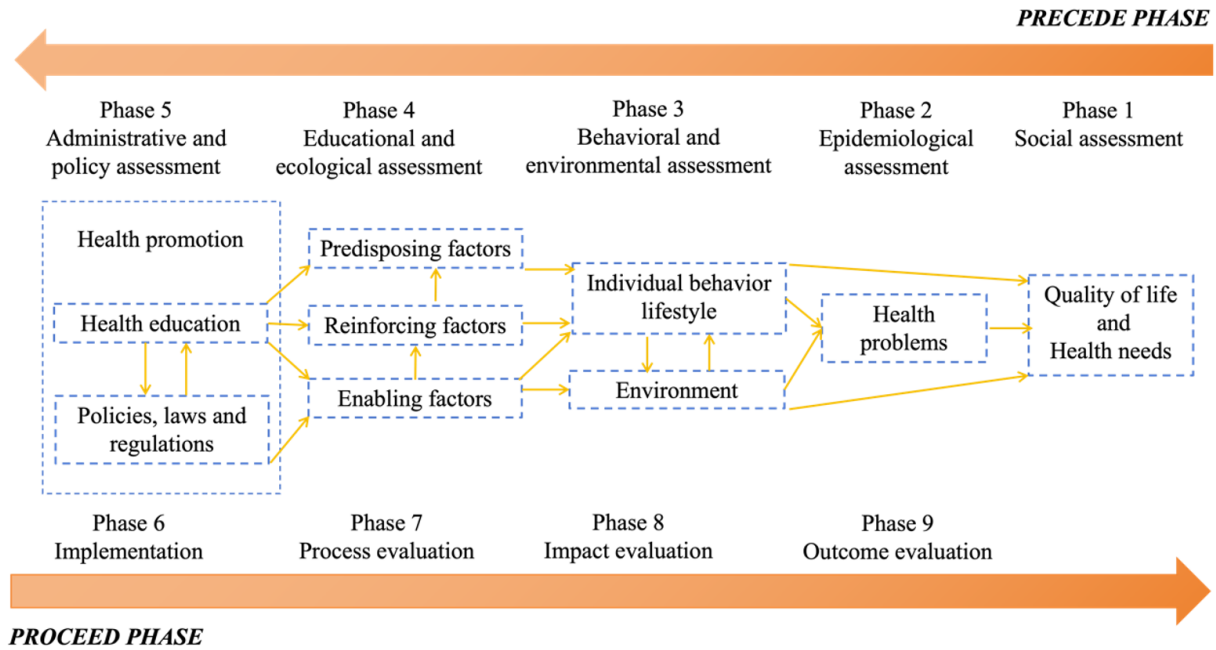 PRECEDE PHASE
Phase 5
Administrative and
policy assessment
Phase 4
Educational and
ecological assessment
Phase 3
Behavioral and
environmental assessment
Phase 2
Epidemiological
assessment
Phase 1
Social assessment
Health promotion
Health education
Policies, laws and
regulations
Predisposing factors
Reinforcing factors
Enabling factors
Individual behavior
lifestyle
Environment
Health
problems
Quality of life
and
Health needs
Phase 6
Implementation
Phase 7
Process evaluation
Phase 8
Impact evaluation
Phase 9
Outcome evaluation
PROCEED PHASE